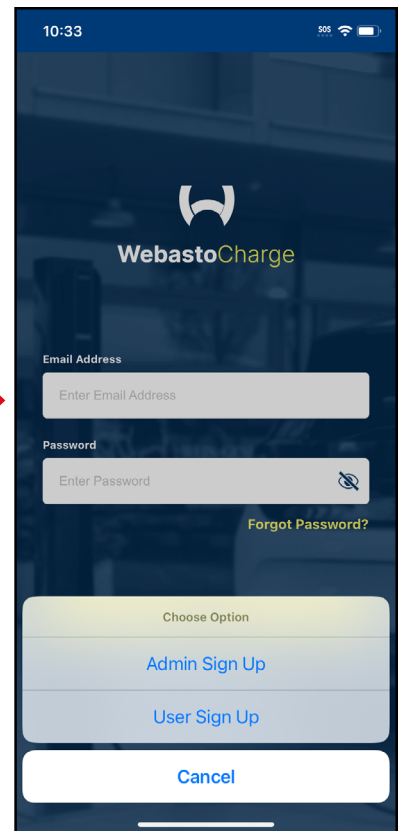 10:33 SOS
WebastoCharge
Email Address
Enter Email Address
Password
Enter Password
Forgot Password?
Choose Option
Admin Sign Up
User Sign Up
Cancel